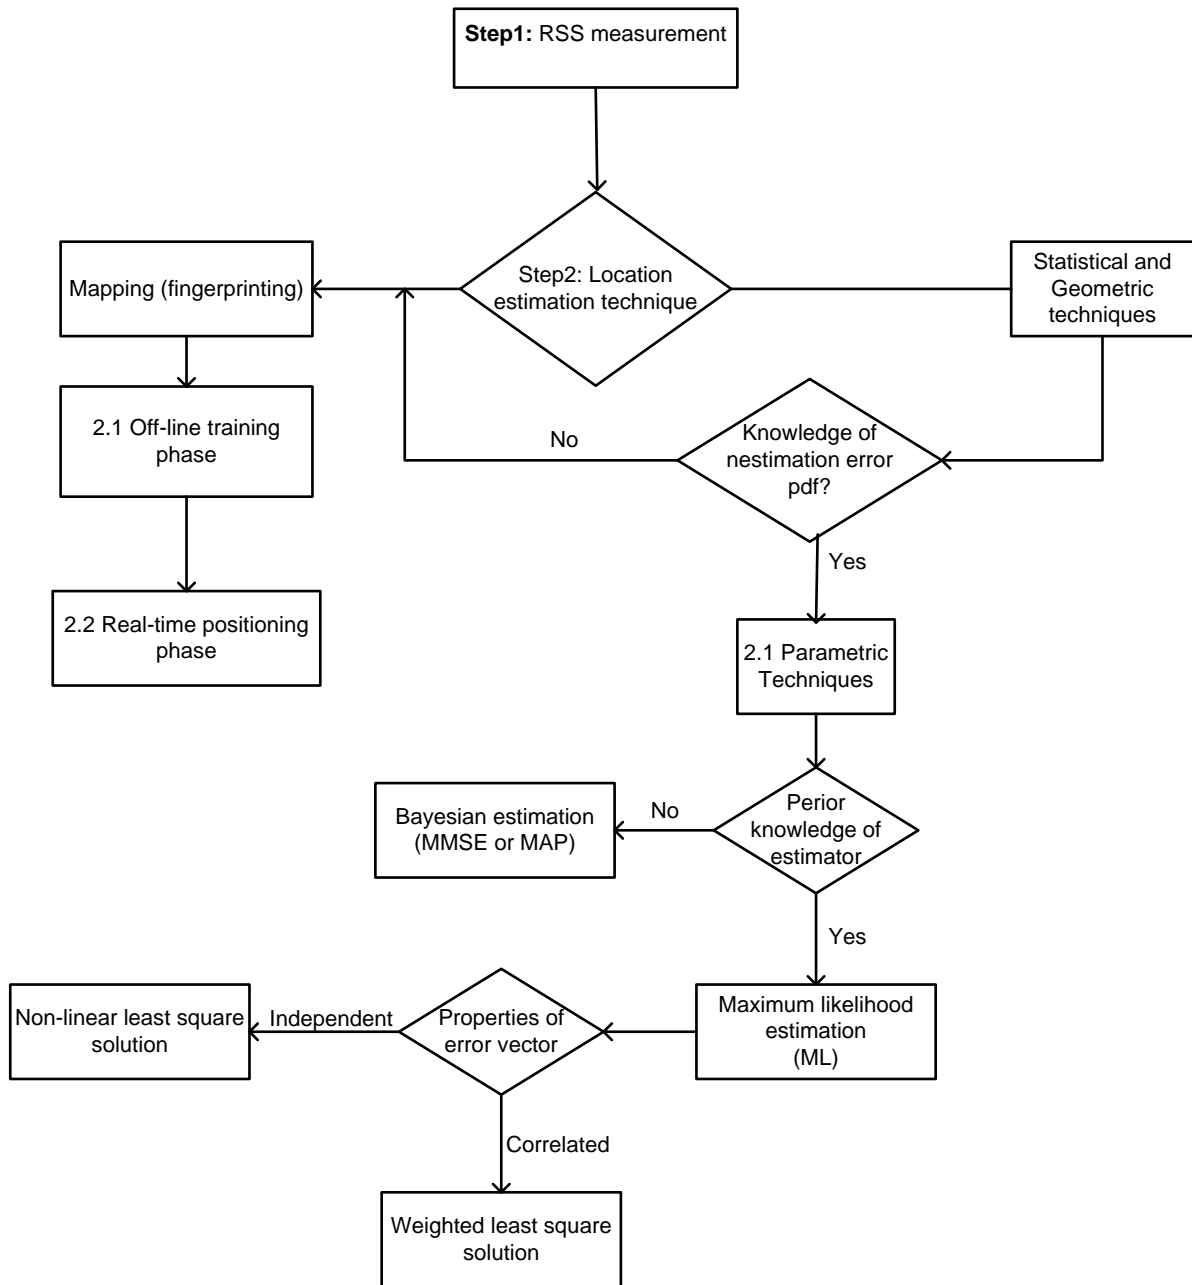 Step1: RSS measurement
Step2: Location
estimation technique
Mapping (fingerprinting)
Statistical and
Geometric
techniques
2.1 Off-line training
phase
No
Knowledge of
nestimation error
pdf?
Yes
2.2 Real-time positioning
phase
2.1 Parametric
Techniques
Bayesian estimation
(MMSE or MAP)
No
Perior
knowledge of
estimator
Yes
Non-linear least square
solution
Independent
Properties of
error vector
Maximum likelihood
estimation
(ML)
Correlated
Weighted least square
solution